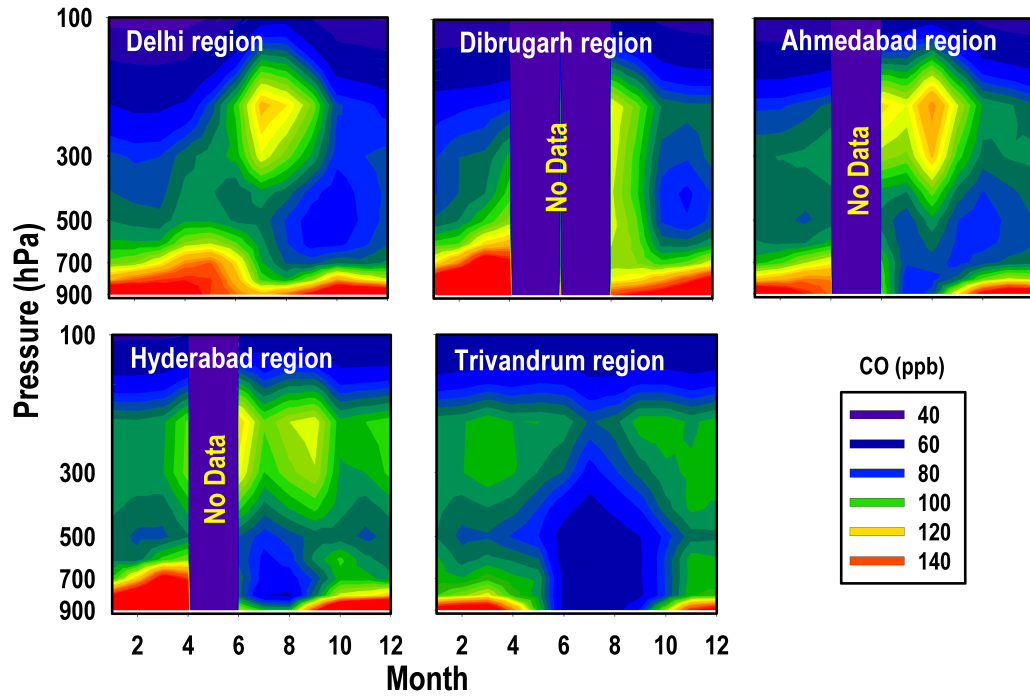 Delhi region
Dibrugarh region
Ahmedabad region
100
300
500
700
900
No Data
No Data
Pressure (hPa)
Hyderabad region
Trivandrum region
100
300
500
700
900
No Data
2 4 6 8 10 12
2 4 6 8 10 12
Month
CO (ppb)
40
60
80
100
120
140